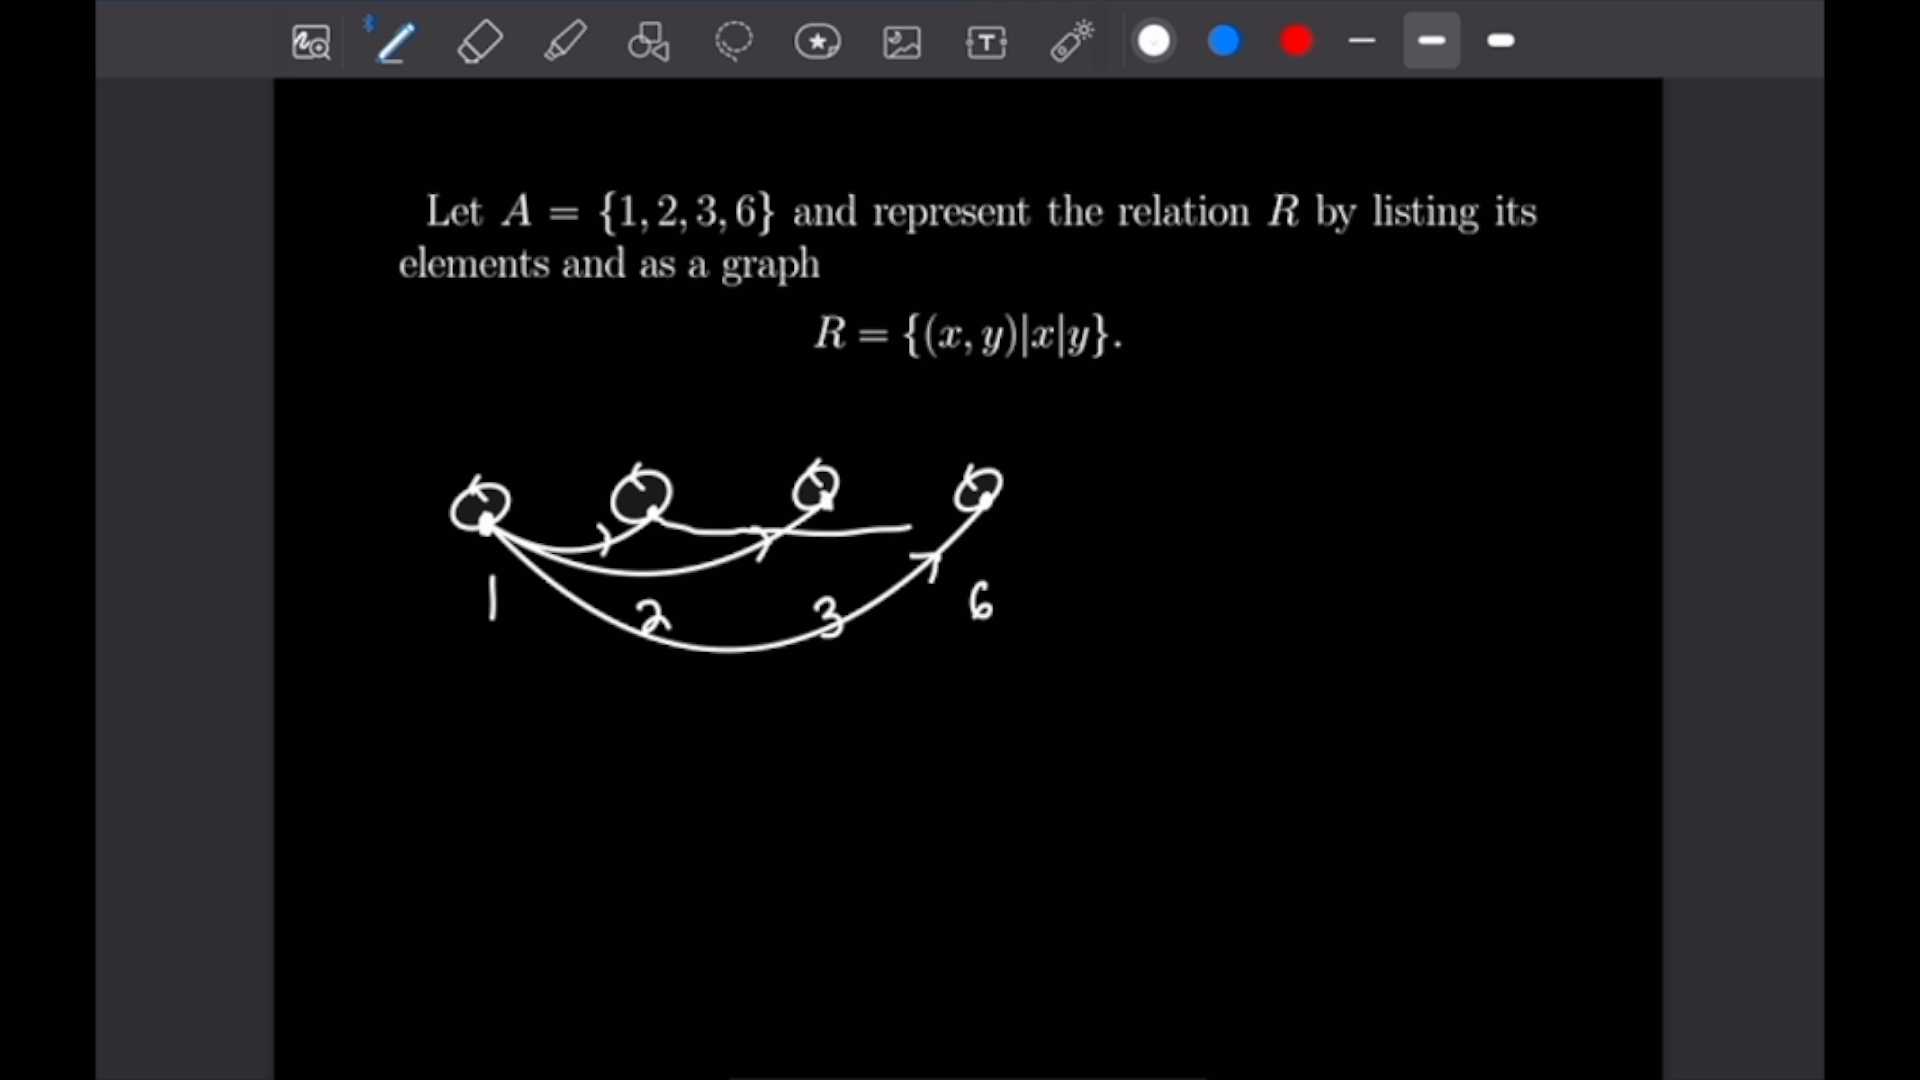 Let A = {1, 2, 3, 6} and represent the relation R by listing its
elements and as a graph
R = {(x, y)|x|y}.
1 2 3 6